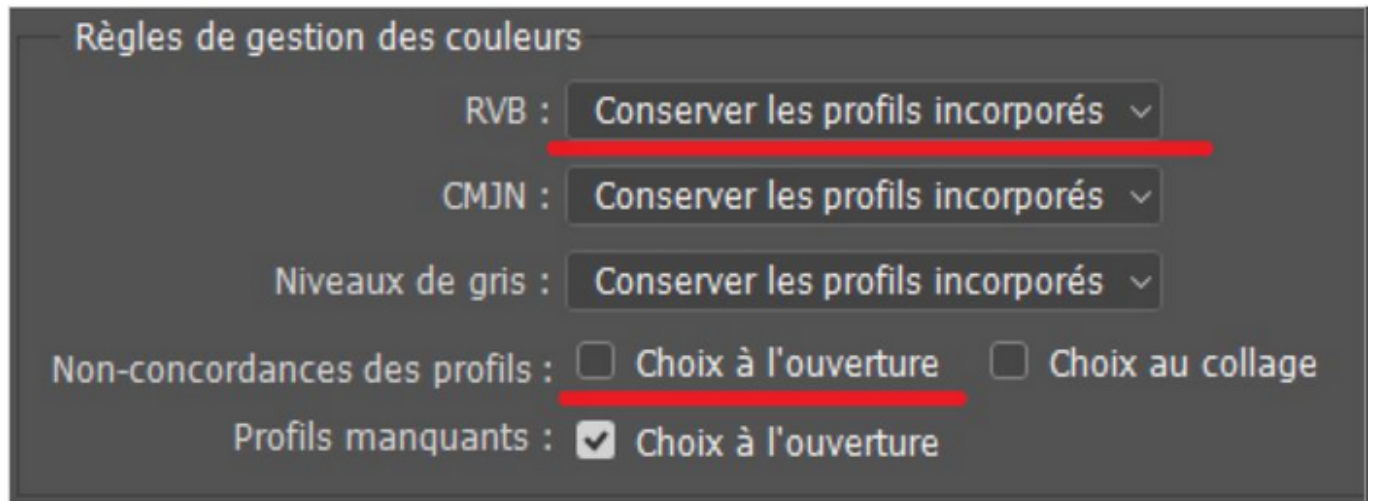 Règles de gestion des couleurs
RVB : Conserver les profils incorporés
CMJN : Conserver les profils incorporés
Niveaux de gris : Conserver les profils incorporés
Non-concordances des profils : Choix à l'ouverture Choix au collage
Profils manquants : Choix à l'ouverture